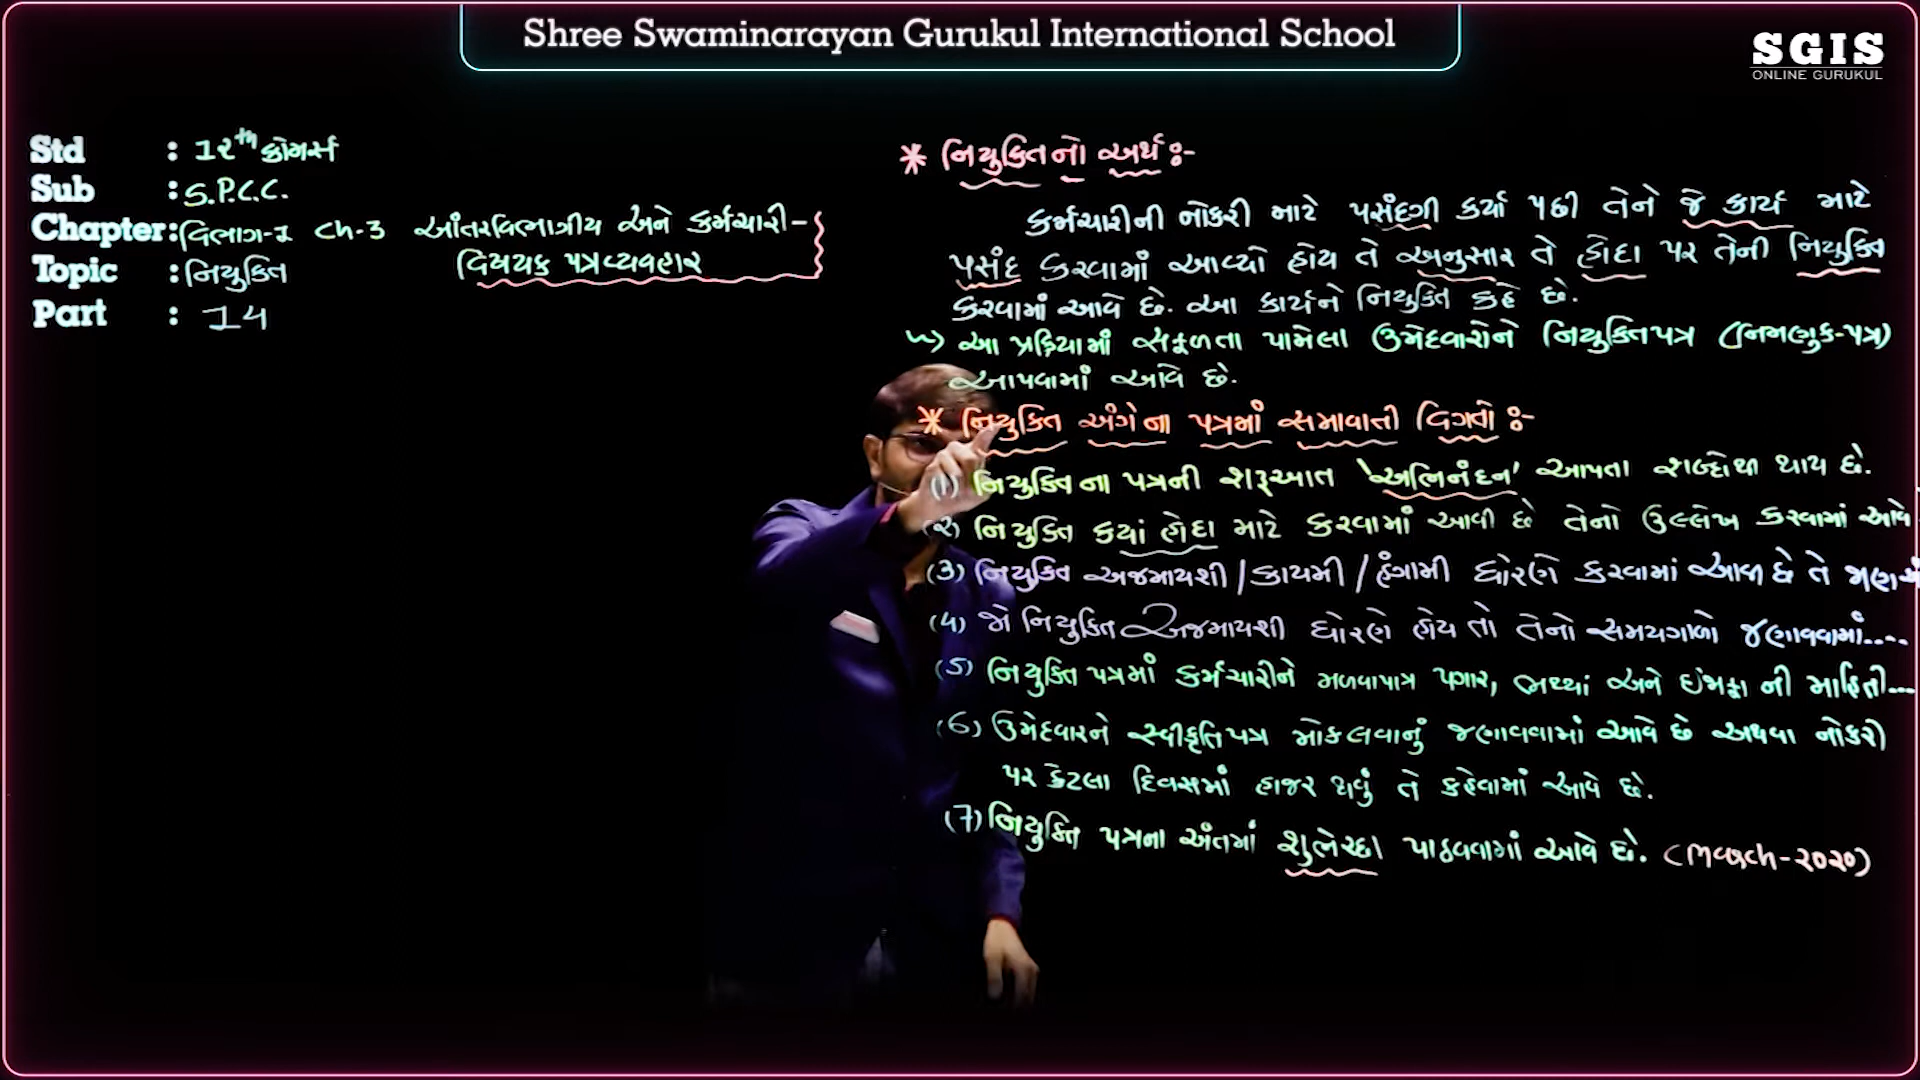 Shree Swaminarayan Gurukul International School
SGIS
ONLINE GURUKUL
Std : 12th કોમર્સ
Sub : S.P.C.C.
Chapter : વિભાગ-1 Ch-3 આંતરવિભાગીય અને કર્મચારી-
વિષયક પત્રવ્યવહાર
Topic : નિયુકિત
Part : 14
* નિયુકિતનો અર્થ :-
કર્મચારીની નોકરી માટે પસંદગી કર્યા પછી તેને જે કાર્ય માટે
પસંદ કરવામાં આવ્યો હોય તે અનુસાર તે હોદા પર તેની નિયુકિત
કરવામાં આવે છે. આ કાર્યને નિયુકિત કહે છે.
આ પ્રક્રિયામાં સફળતા પામેલા ઉમેદવારોને નિયુકિતપત્ર (નિમણુક-પત્ર)
આપવામાં આવે છે.
* નિયુકિત અંગેના પત્રમાં સમાવાતી વિગતો :-
(1) નિયુકિતના પત્રની શરૂઆત 'અભિનંદન' આપતા શબ્દોથી થાય છે.
(૨) નિયુકિત કયાં હોદા માટે કરવામાં આવી છે તેનો ઉલ્લેખ કરવામાં આવે
(3) નિયુકિત અજમાયશી / કાયમી / હંગામી ધોરણે કરવામાં આવી છે તે
(4) જો નિયુકિત અજમાયશી ધોરણે હોય તો તેનો સમયગાળો જણાવવામાં....
(5) નિયુકિત પત્રમાં કર્મચારીને મળવાપાત્ર પગાર, ભથ્થાં અને ઇજાફા ની માહિતી...
(6) ઉમેદવારને સ્વીકૃતિપત્ર મોકલવાનું જણાવવામાં આવે છે અથવા નોકરી
પર કેટલા દિવસમાં હાજર થવું તે કહેવામાં આવે છે.
(7) નિયુકિત પત્રના અંતમાં શુભેચ્છા પાઠવવામાં આવે છે. (March-૨૦૨૦)